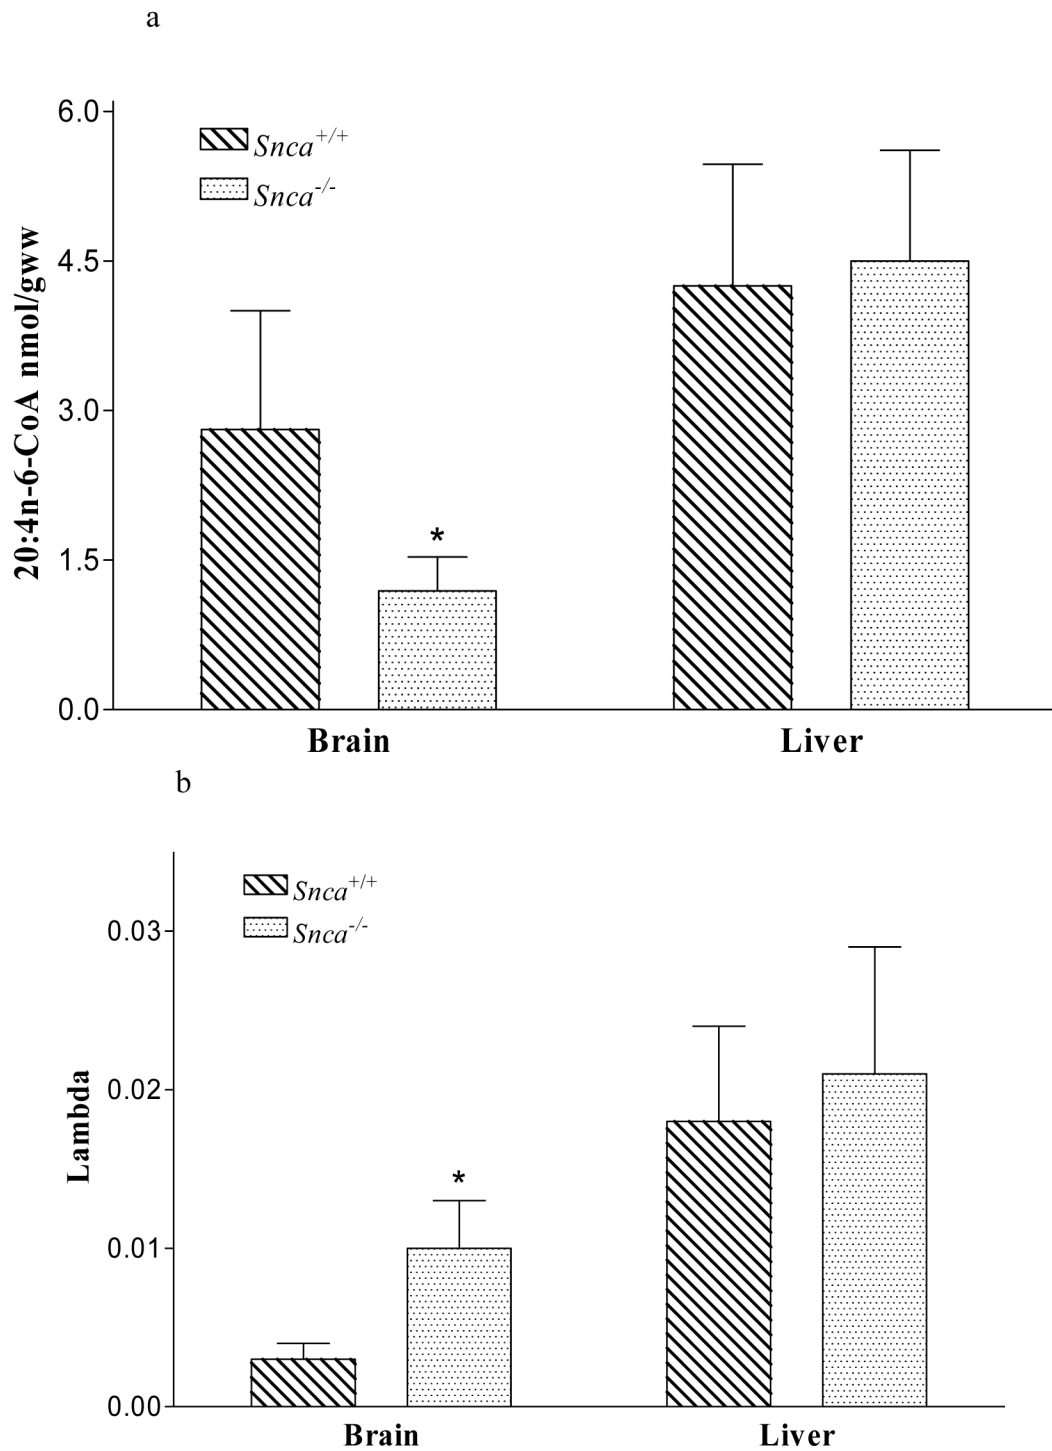 a
6.0
Snca+/+
Snca-/-
4.5
3.0
1.5
0.0
20:4n-6-CoA nmol/gww
*
Brain Liver
b
Snca+/+
Snca-/-
0.03
0.02
0.01
0.00
Lambda
*
Brain Liver